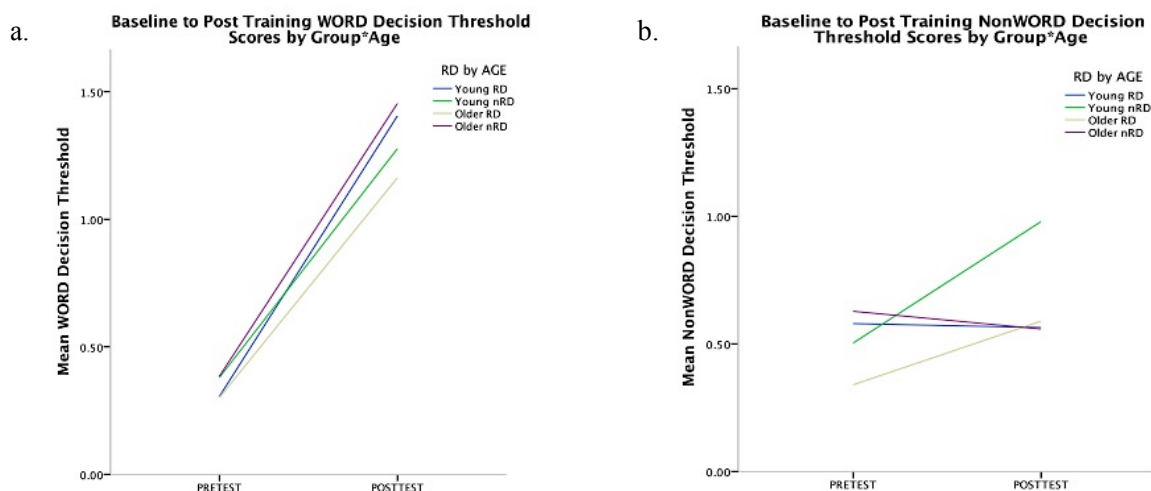 a.
Baseline to Post Training WORD Decision Threshold
Scores by Group*Age
RD by AGE
Young RD
Young nRD
Older RD
Older nRD
Mean WORD Decision Threshold
1.50
1.00
0.50
0.00
PRETEST
POSTTEST
b.
Baseline to Post Training NonWORD Decision
Threshold Scores by Group*Age
RD by AGE
Young RD
Young nRD
Older RD
Older nRD
Mean NonWORD Decision Threshold
1.50
1.00
0.50
0.00
PRETEST
POSTTEST